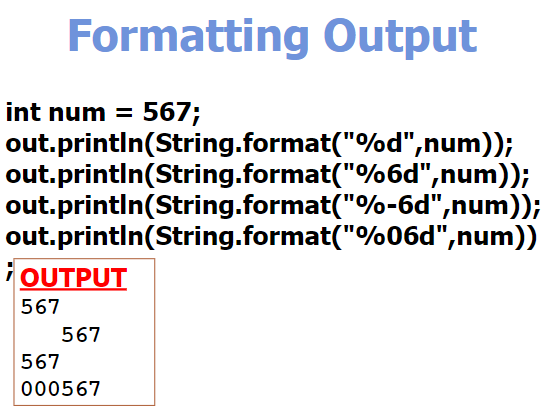 Formatting Output
int num = 567;
out.println(String.format("%d",num));
out.println(String.format("%6d",num));
out.println(String.format("%-6d",num));
out.println(String.format("%06d",num))
;
OUTPUT
567
   567
567
000567